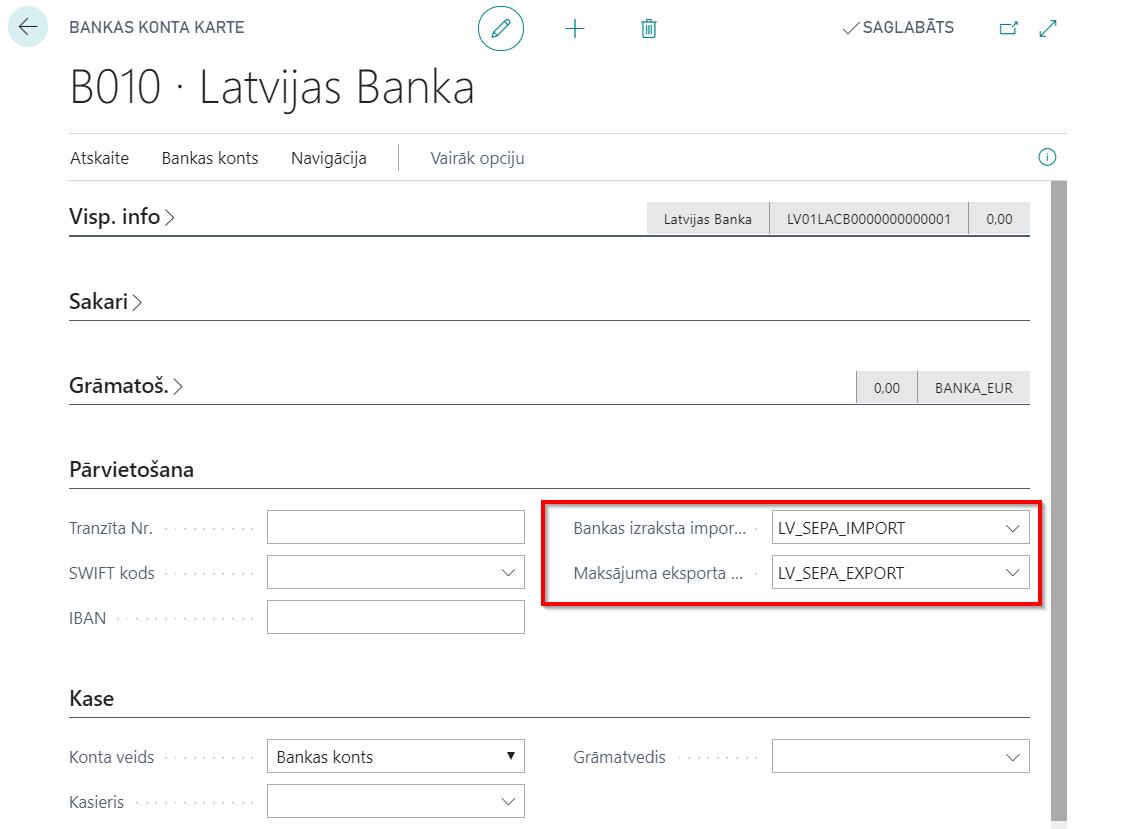 BANKAS KONTA KARTE
SAGLABĀTS
B010 · Latvijas Banka
Atskaite Bankas konts Navigācija Vairāk opciju
Visp. info Latvijas Banka LV01LACB0000000000001 0,00
Sakari
Grāmatoš. 0,00 BANKA_EUR
Pārvietošana
Tranzīta Nr. Bankas izraksta impor... LV_SEPA_IMPORT
SWIFT kods Maksājuma eksporta ... LV_SEPA_EXPORT
IBAN
Kase
Konta veids Bankas konts Grāmatvedis
Kasieris